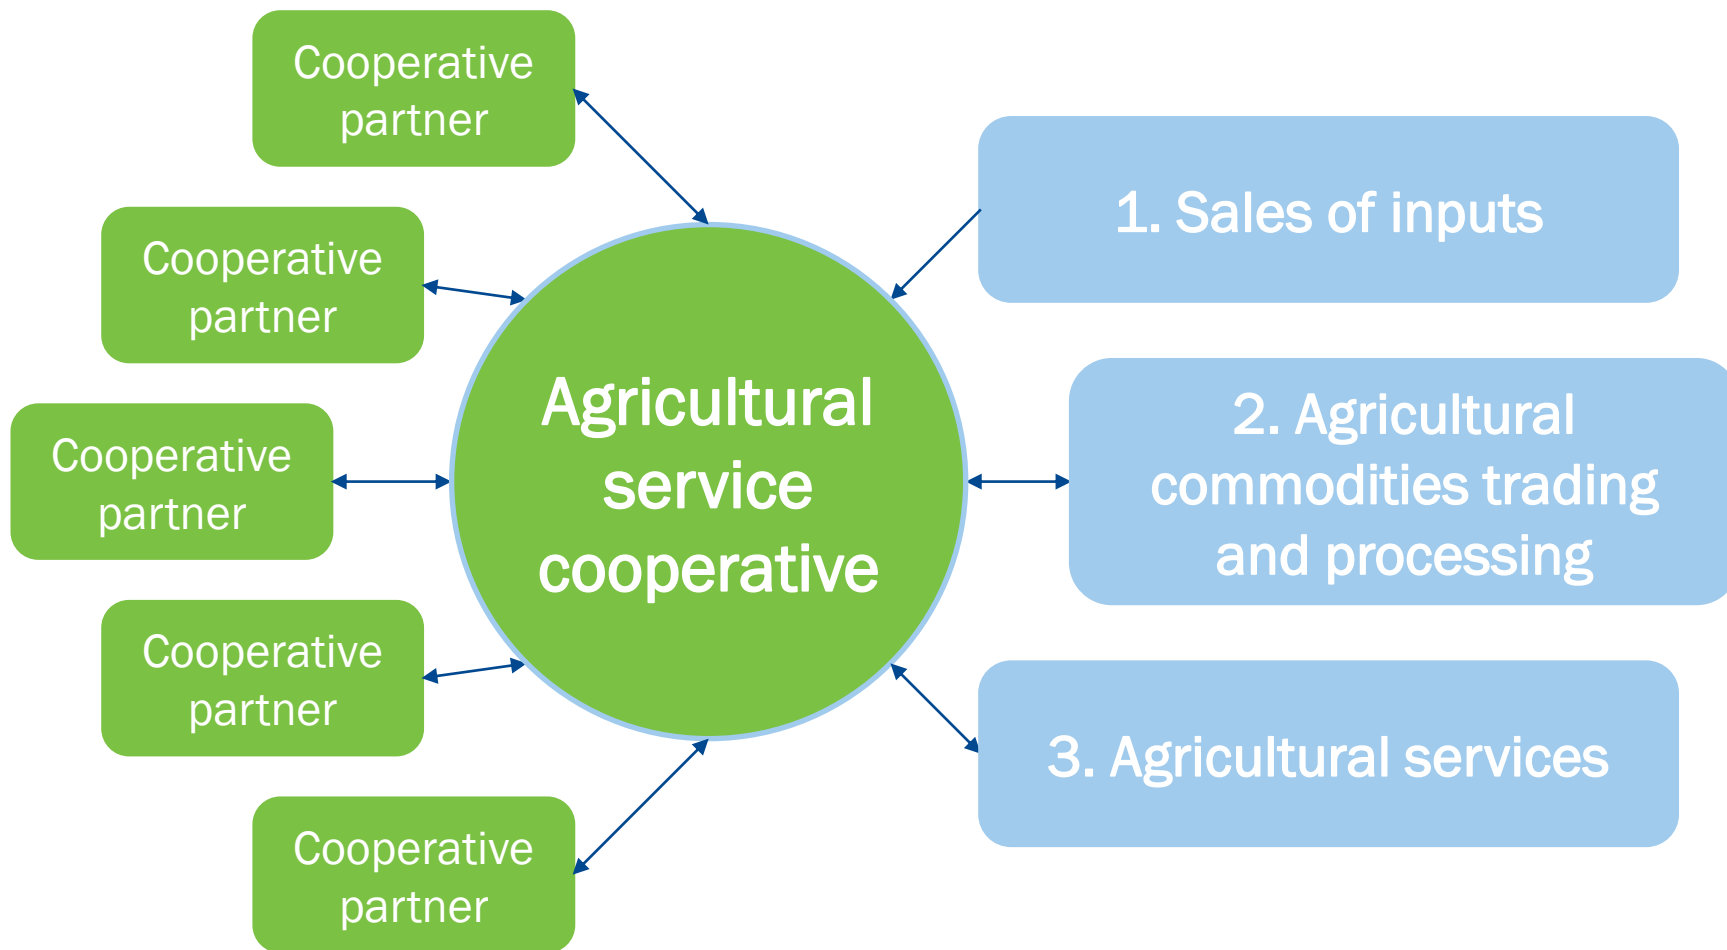 Cooperative
partner
Cooperative
partner
Cooperative
partner
Cooperative
partner
Cooperative
partner
Agricultural
service
cooperative
1. Sales of inputs
2. Agricultural
commodities trading
and processing
3. Agricultural services